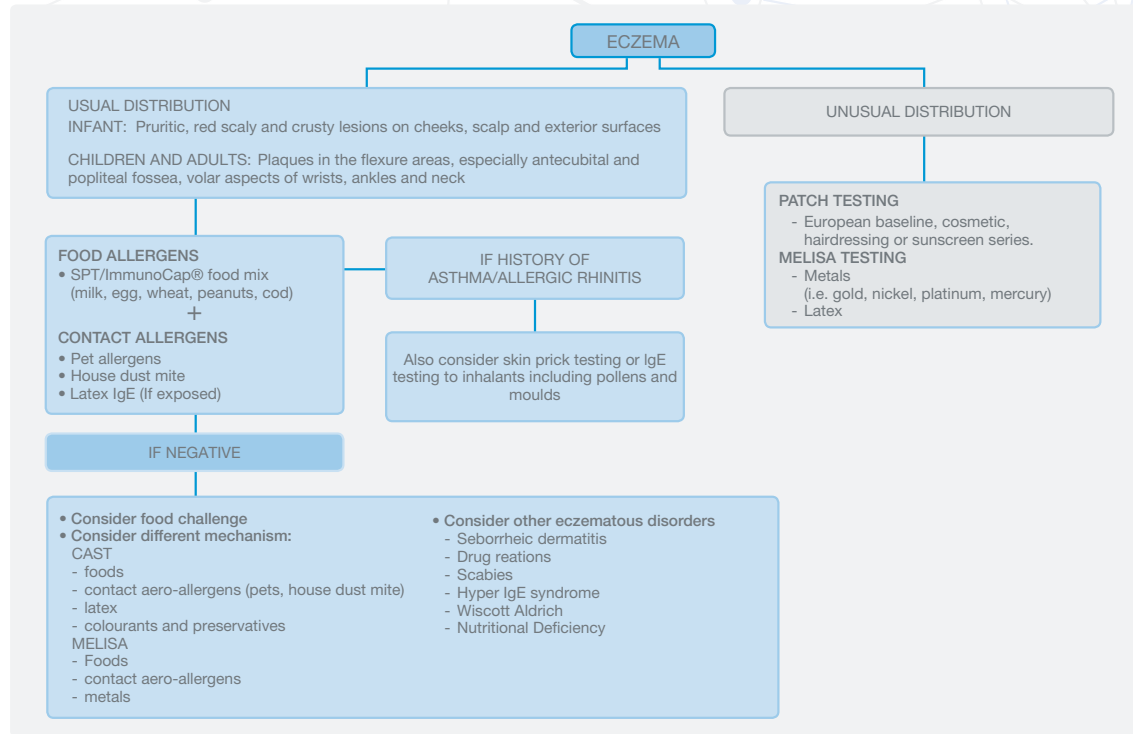 ECZEMA
USUAL DISTRIBUTION
INFANT: Pruritic, red scaly and crusty lesions on cheeks, scalp and exterior surfaces
CHILDREN AND ADULTS: Plaques in the flexure areas, especially antecubital and
popliteal fossea, volar aspects of wrists, ankles and neck
UNUSUAL DISTRIBUTION
PATCH TESTING
- European baseline, cosmetic,
hairdressing or sunscreen series.
MELISA TESTING
- Metals
(i.e. gold, nickel, platinum, mercury)
- Latex
FOOD ALLERGENS
• SPT/ImmunoCap® food mix
(milk, egg, wheat, peanuts, cod)
+
CONTACT ALLERGENS
• Pet allergens
• House dust mite
• Latex IgE (If exposed)
IF HISTORY OF
ASTHMA/ALLERGIC RHINITIS
Also consider skin prick testing or IgE
testing to inhalants including pollens and
moulds
IF NEGATIVE
• Consider food challenge
• Consider different mechanism:
CAST
- foods
- contact aero-allergens (pets, house dust mite)
- latex
- colourants and preservatives
MELISA
- Foods
- contact aero-allergens
- metals
• Consider other eczematous disorders
- Seborrheic dermatitis
- Drug reations
- Scabies
- Hyper IgE syndrome
- Wiscott Aldrich
- Nutritional Deficiency